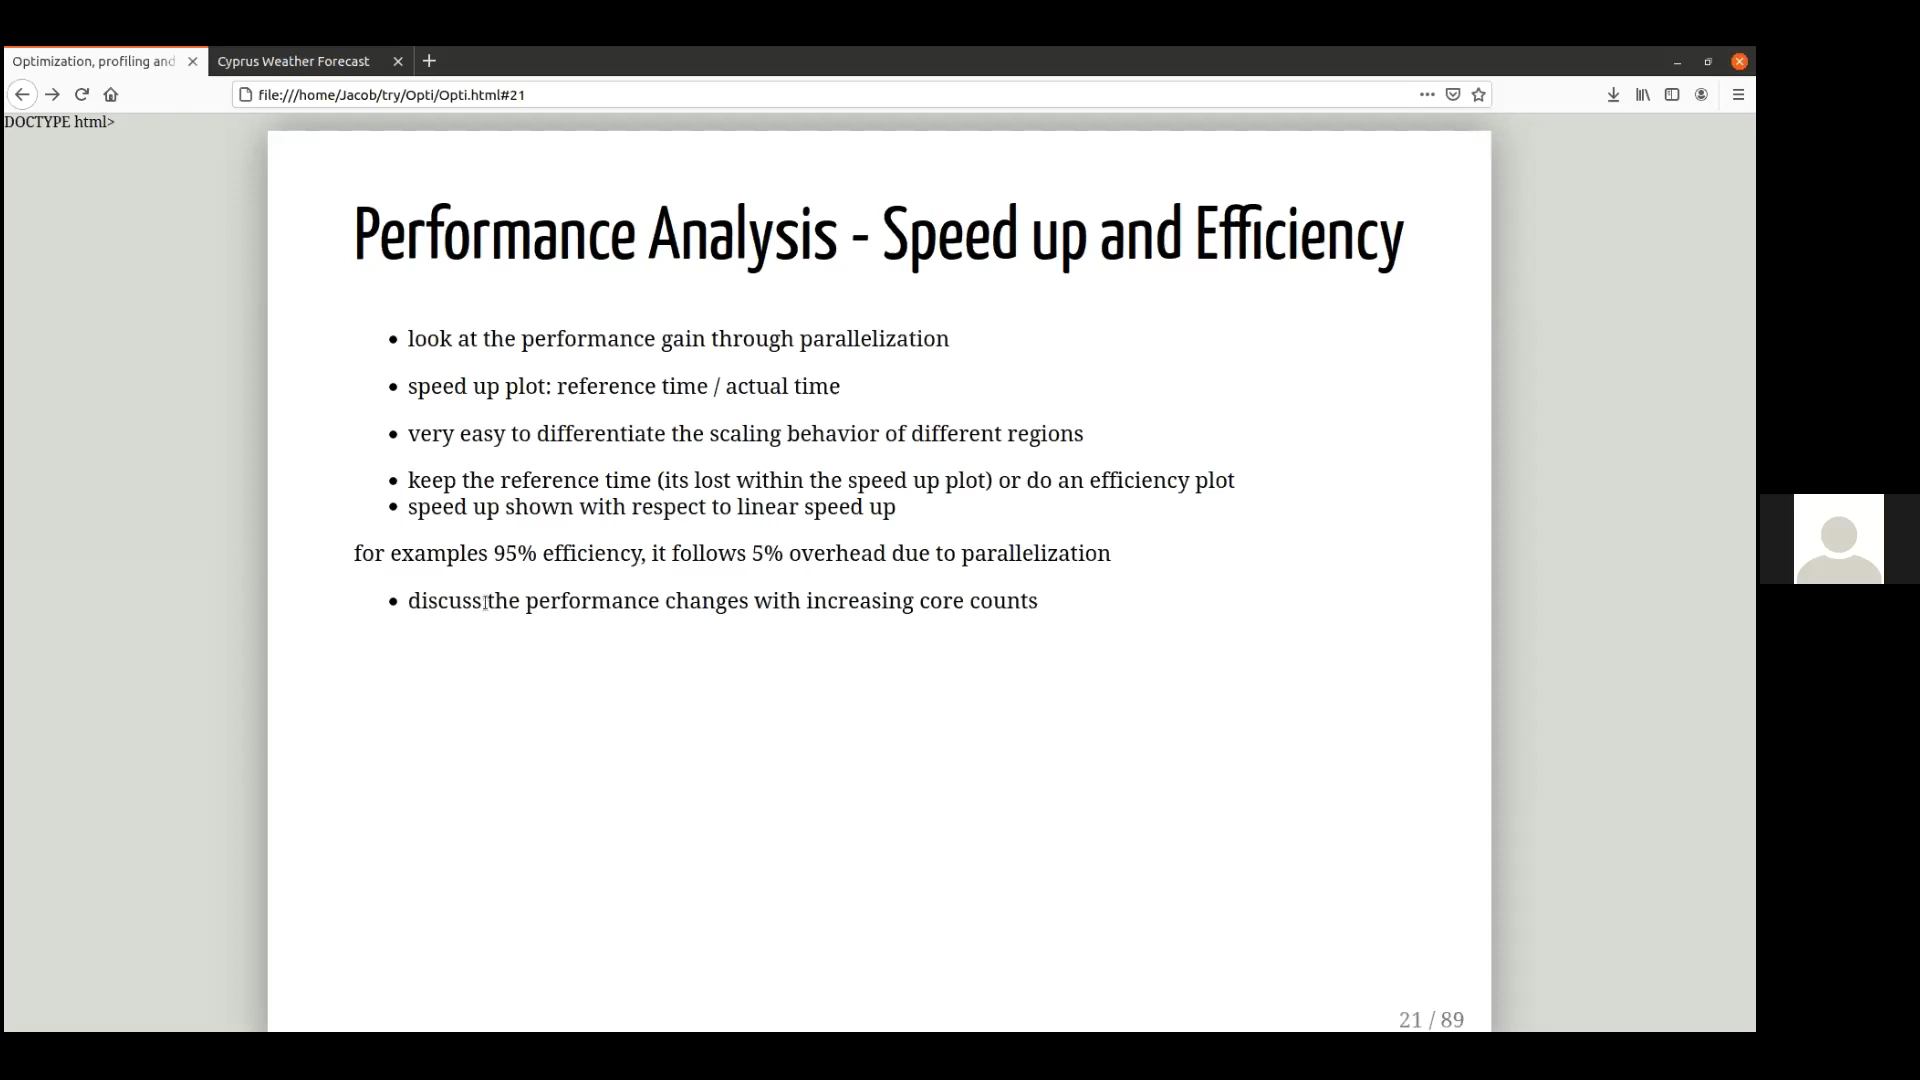 Optimization, profiling and
Cyprus Weather Forecast
file:///home/Jacob/try/Opti/Opti.html#21
DOCTYPE html>
Performance Analysis - Speed up and Efficiency
• look at the performance gain through parallelization
• speed up plot: reference time / actual time
• very easy to differentiate the scaling behavior of different regions
• keep the reference time (its lost within the speed up plot) or do an efficiency plot
• speed up shown with respect to linear speed up
for examples 95% efficiency, it follows 5% overhead due to parallelization
• discuss the performance changes with increasing core counts
21 / 89